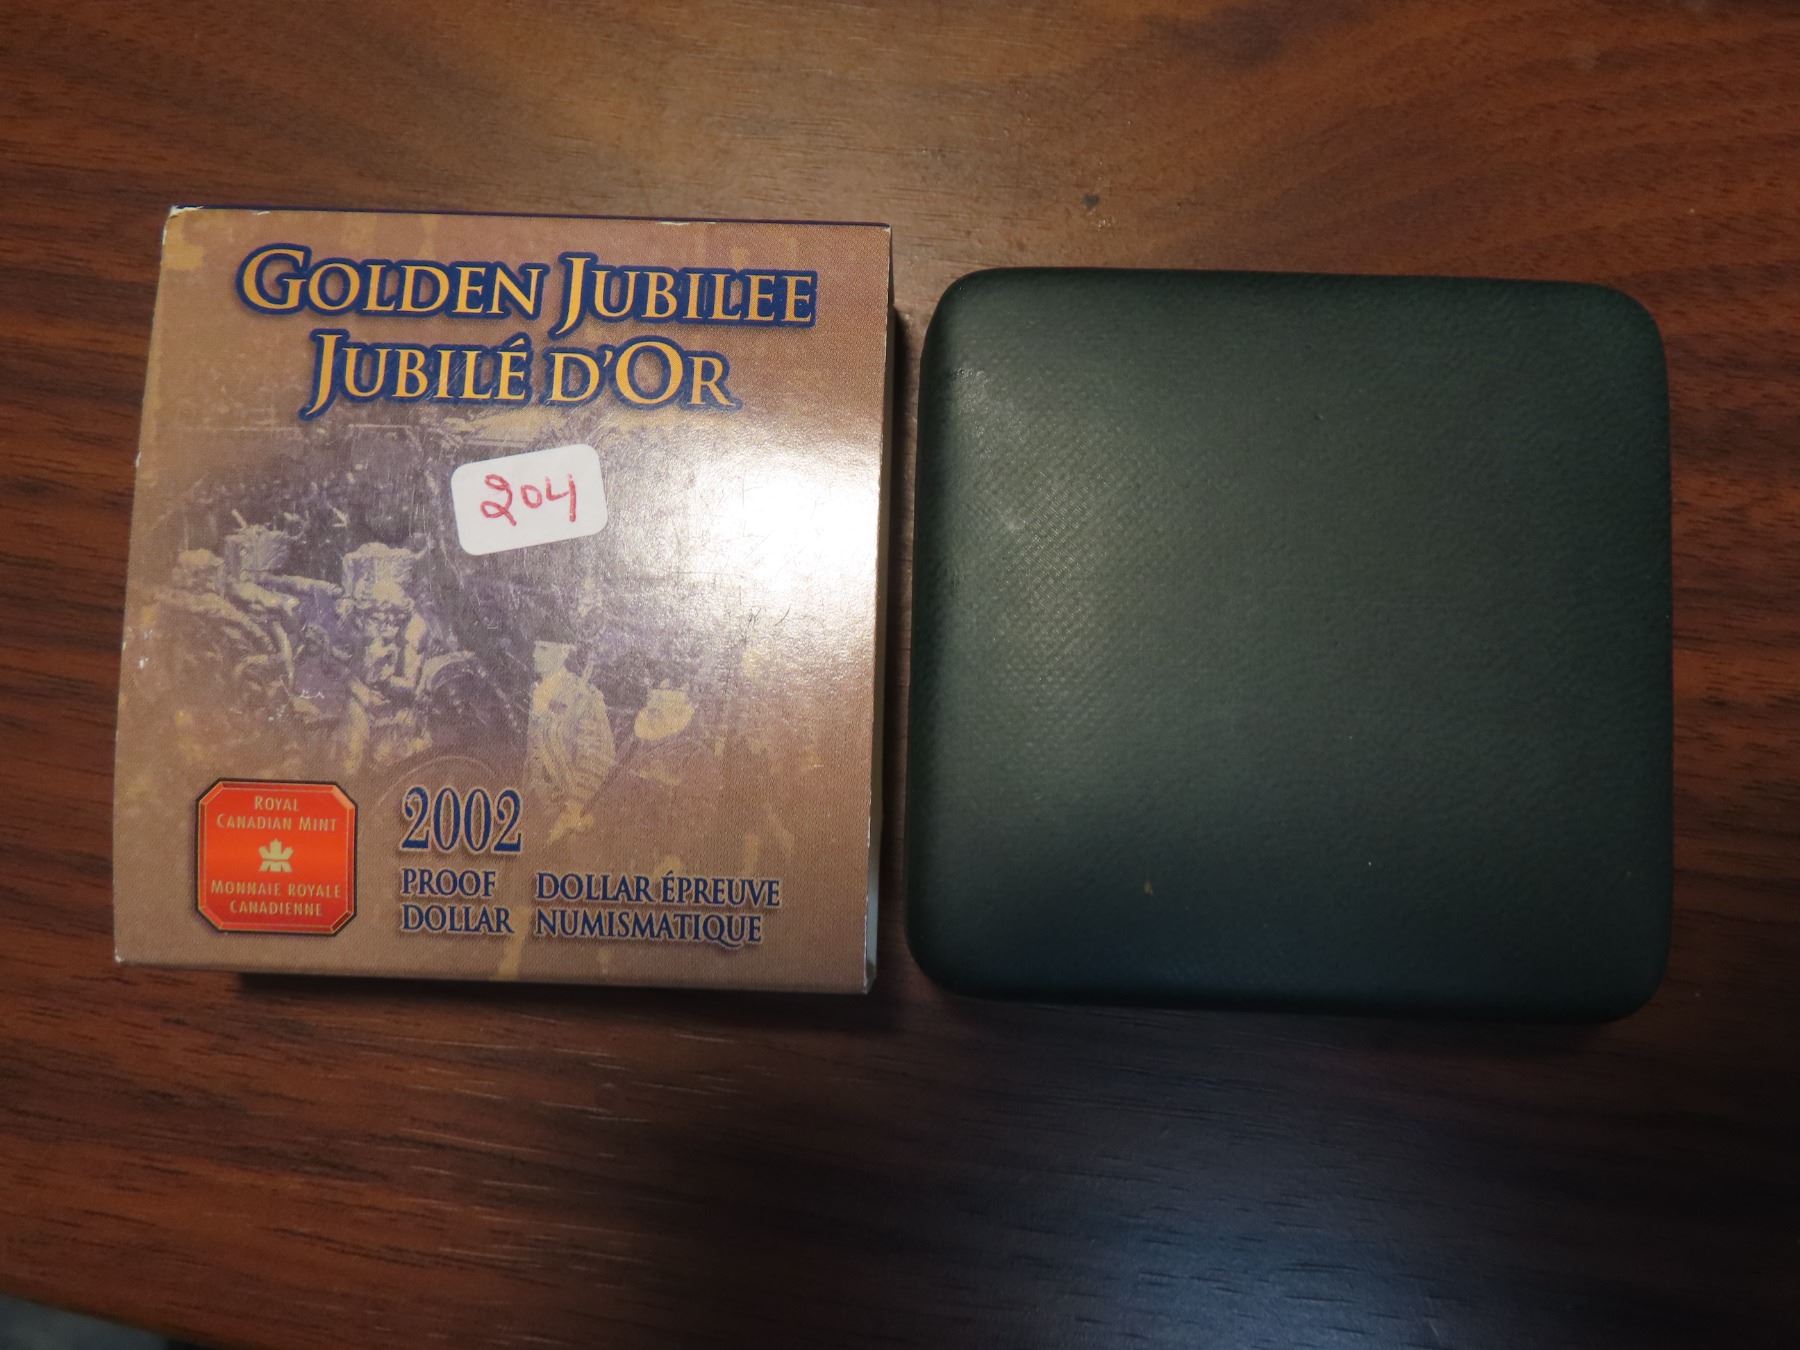 GOLDEN JUBILEE
JUBILÉ D'OR
204
ROYAL
CANADIAN MINT
MONNAIE ROYALE
CANADIENNE
2002
PROOF
DOLLAR
DOLLAR ÉPREUVE
NUMISMATIQUE